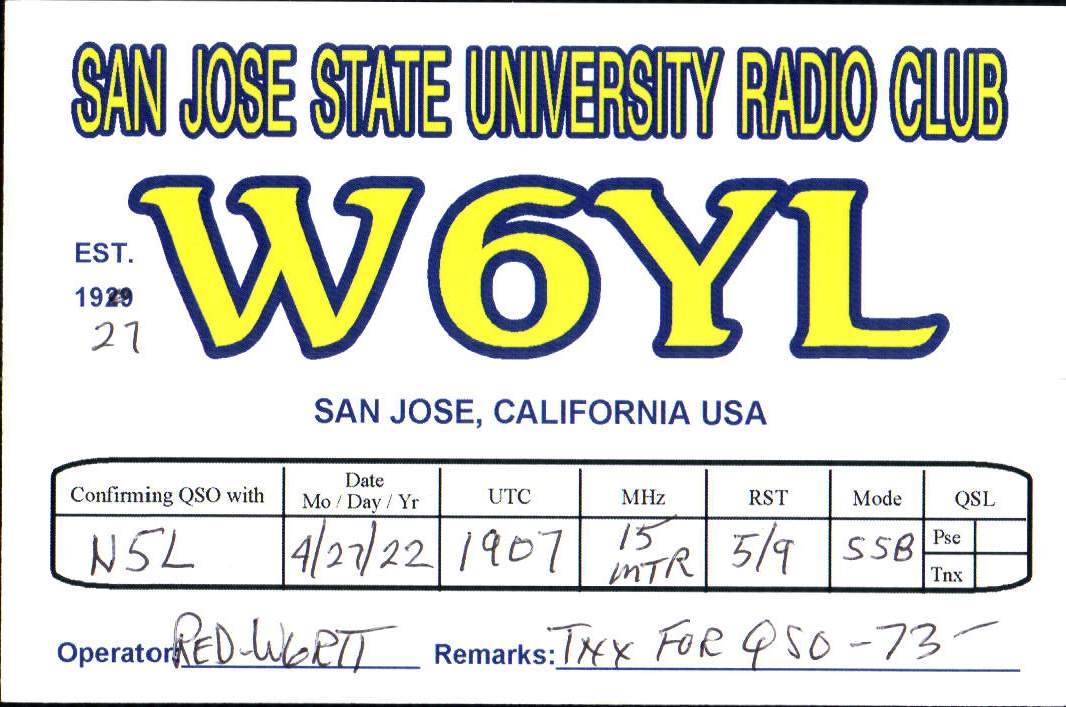 SAN JOSE STATE UNIVERSITY RADIO CLUB
W6YL
EST.
1929
27
SAN JOSE, CALIFORNIA USA
Confirming QSO with Date Mo / Day / Yr UTC MHz RST Mode QSL
N5L 4/27/22 1907 15 MTR 5/9 SSB Pse
Tnx
Operator RED-W6RTT Remarks: TNX FOR QSO - 73 -